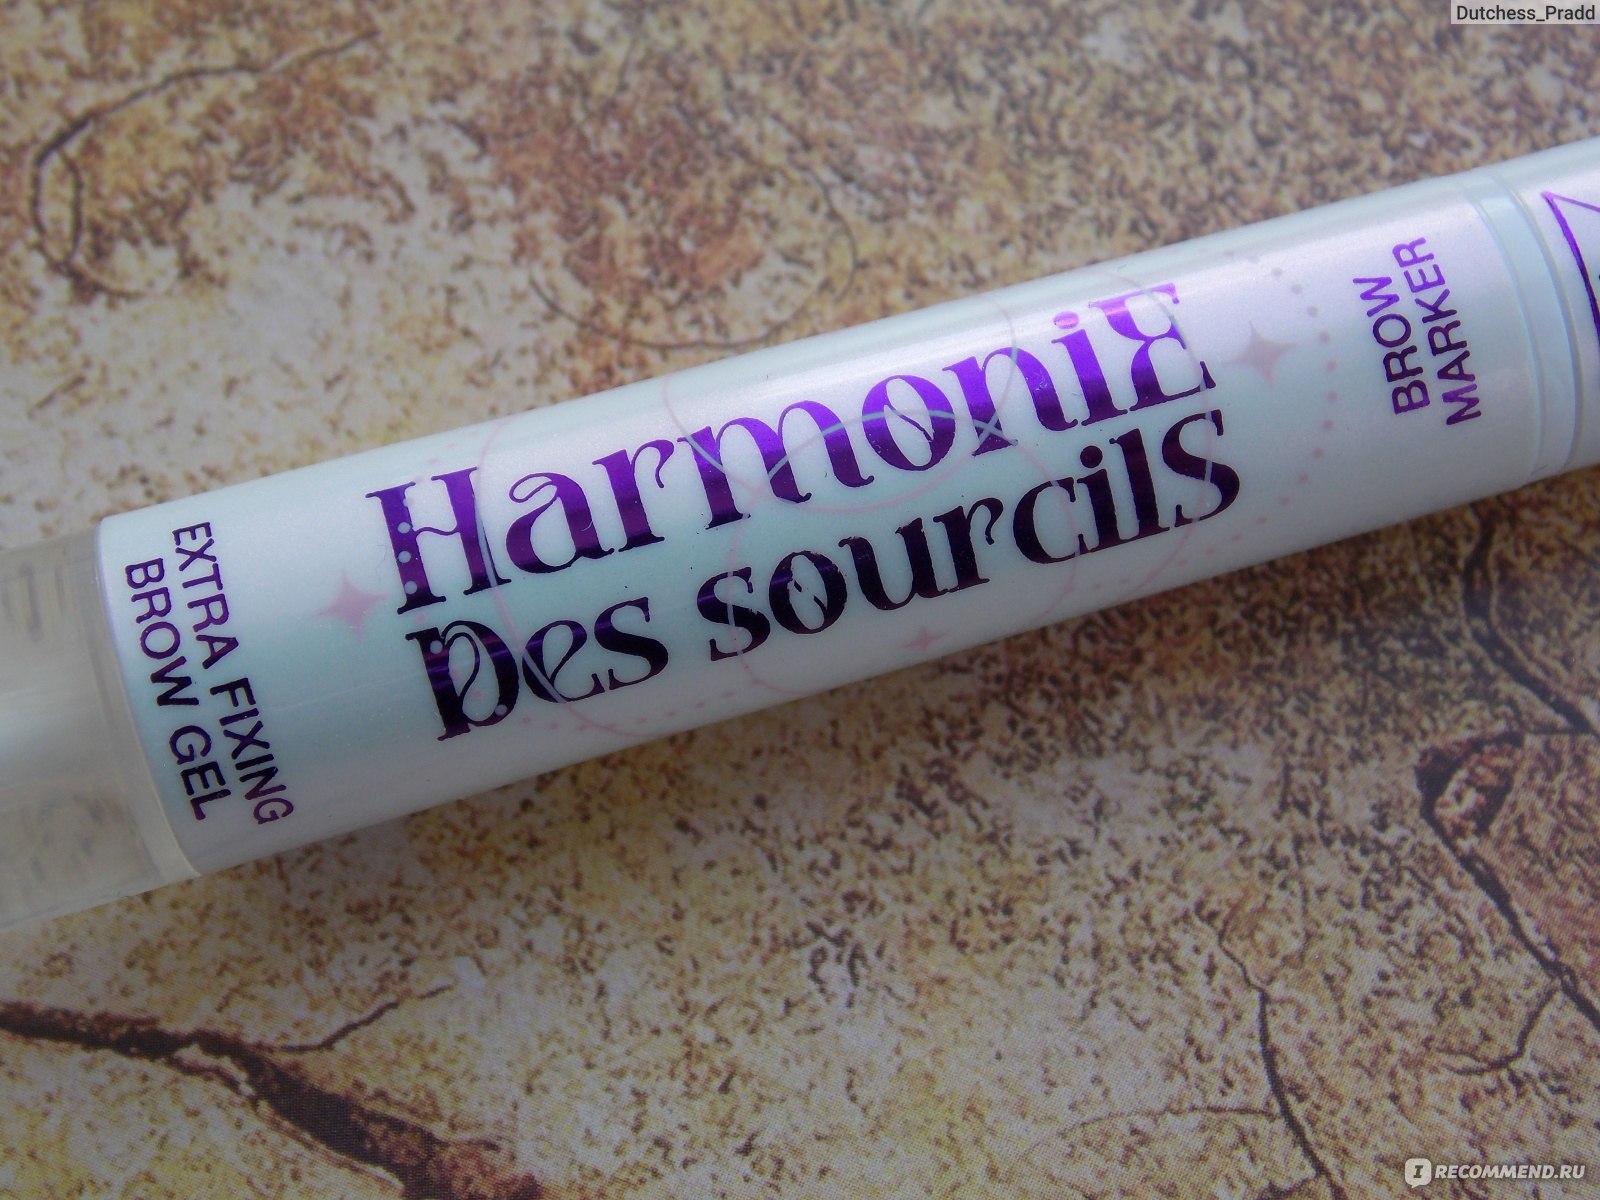 Dutchess_Pradd
EXTRA FIXING
BROW GEL
HarmoniE
Des sourcils
BROW
MARKER
RECOMMEND.RU